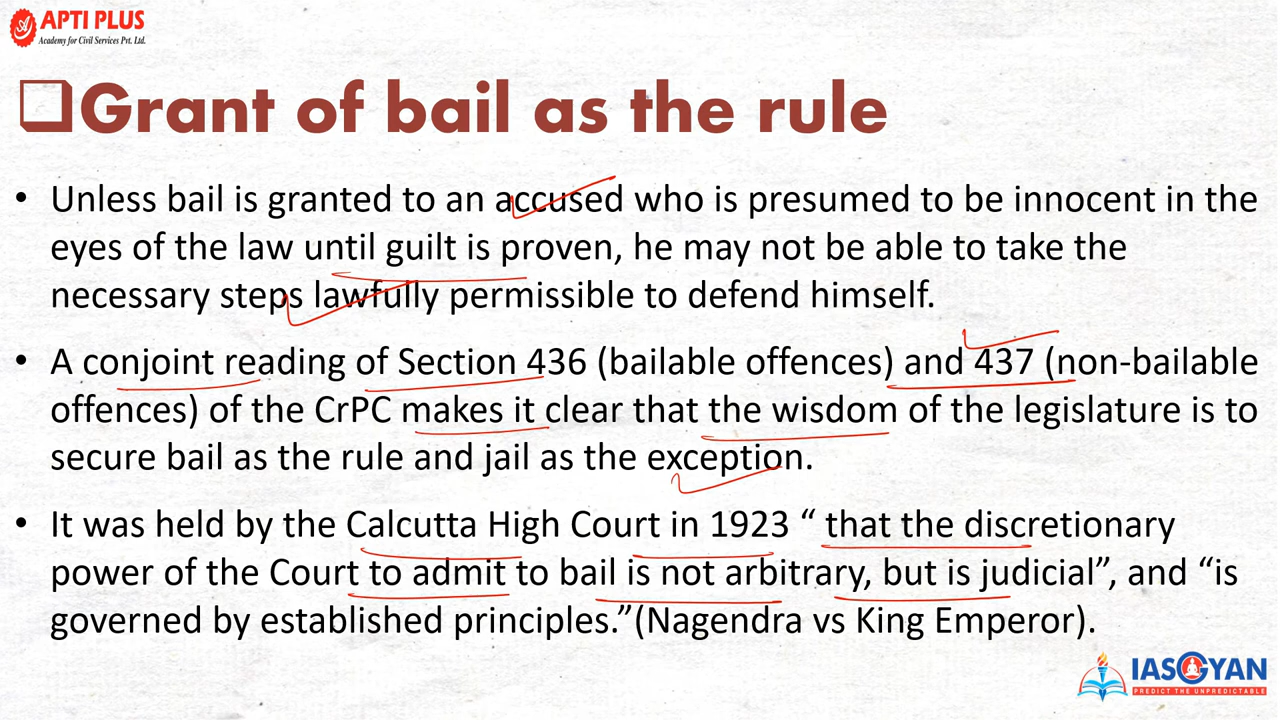 APTI PLUS
Academy for Civil Services Pvt. Ltd.
❑Grant of bail as the rule
• Unless bail is granted to an accused who is presumed to be innocent in the
eyes of the law until guilt is proven, he may not be able to take the
necessary steps lawfully permissible to defend himself.
• A conjoint reading of Section 436 (bailable offences) and 437 (non-bailable
offences) of the CrPC makes it clear that the wisdom of the legislature is to
secure bail as the rule and jail as the exception.
• It was held by the Calcutta High Court in 1923 “ that the discretionary
power of the Court to admit to bail is not arbitrary, but is judicial”, and “is
governed by established principles.”(Nagendra vs King Emperor).
IASGYAN
PREDICT THE UNPREDICTABLE